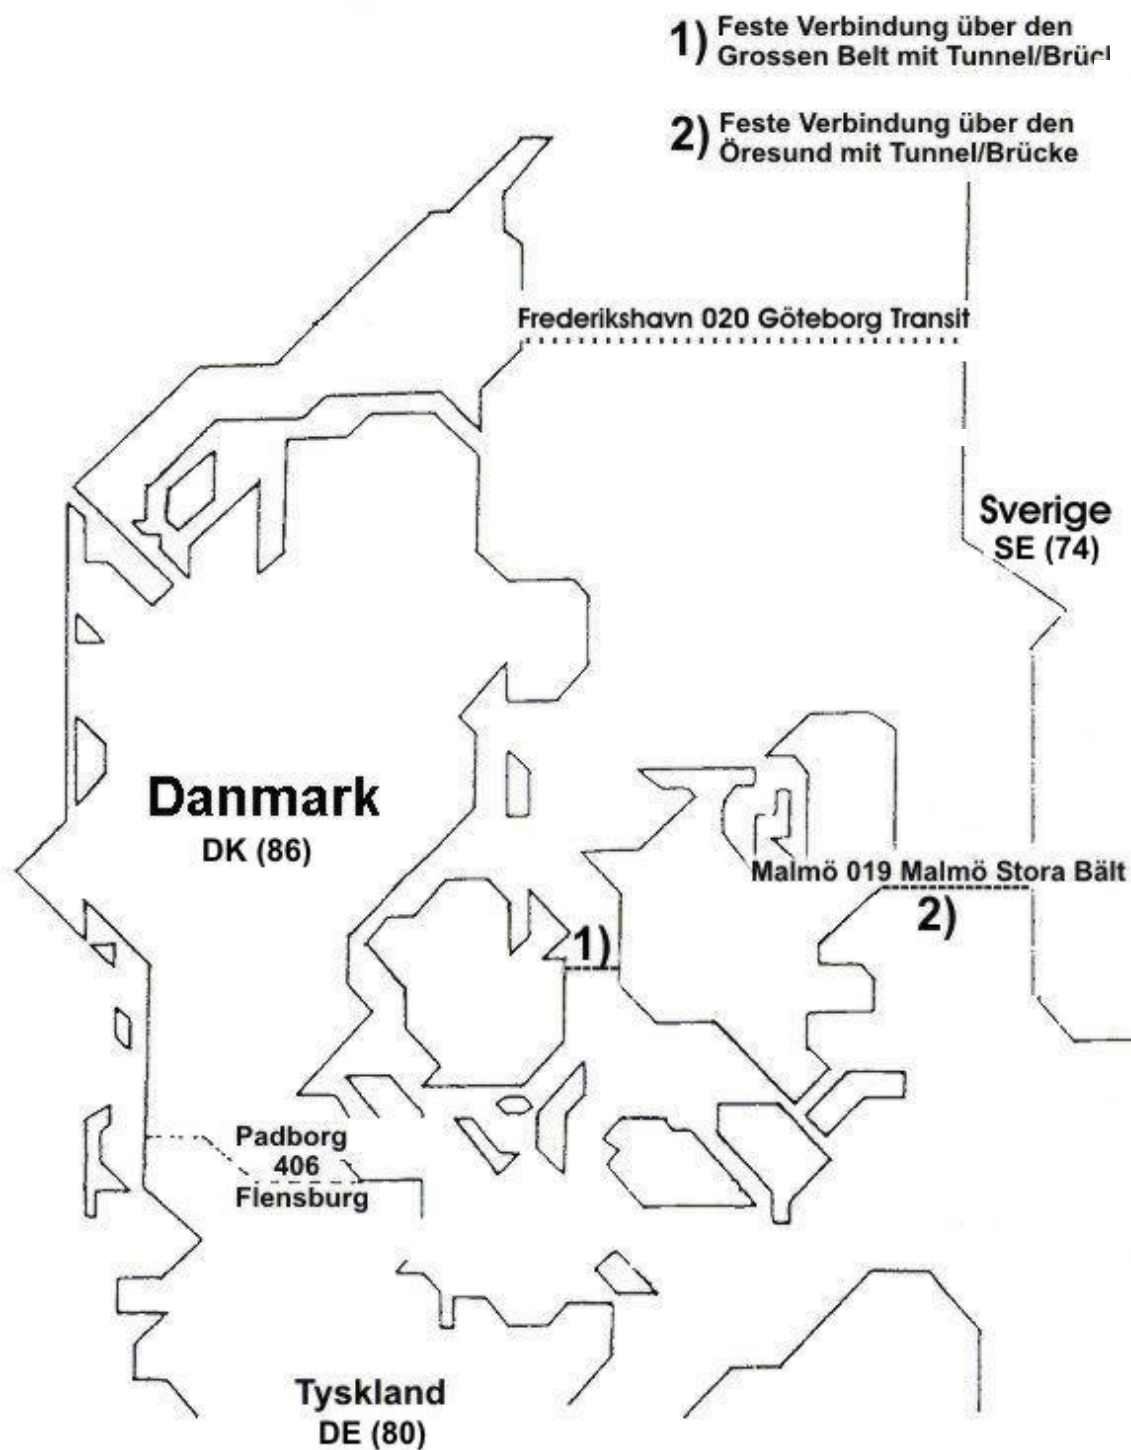 1) Feste Verbindung über den
Grossen Belt mit Tunnel/Brück
2) Feste Verbindung über den
Öresund mit Tunnel/Brücke
Frederikshavn 020 Göteborg Transit
Sverige
SE (74)
Danmark
DK (86)
Malmö 019 Malmö Stora Bält
2)
1)
Padborg
406
Flensburg
Tyskland
DE (80)